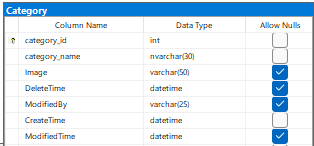 Category
Column Name Data Type Allow Nulls
category_id int
category_name nvarchar(30)
Image varchar(50)
DeleteTime datetime
ModifiedBy varchar(25)
CreateTime datetime
ModifiedTime datetime